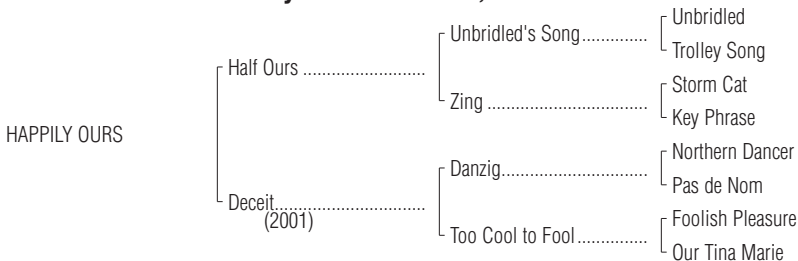 Unbridled
Unbridled's Song..............
Trolley Song
Half Ours ..........................
Storm Cat
Zing ..................................
Key Phrase
HAPPILY OURS
Northern Dancer
Danzig...............................
Pas de Nom
Deceit................................
(2001)
Foolish Pleasure
Too Cool to Fool...............
Our Tina Marie